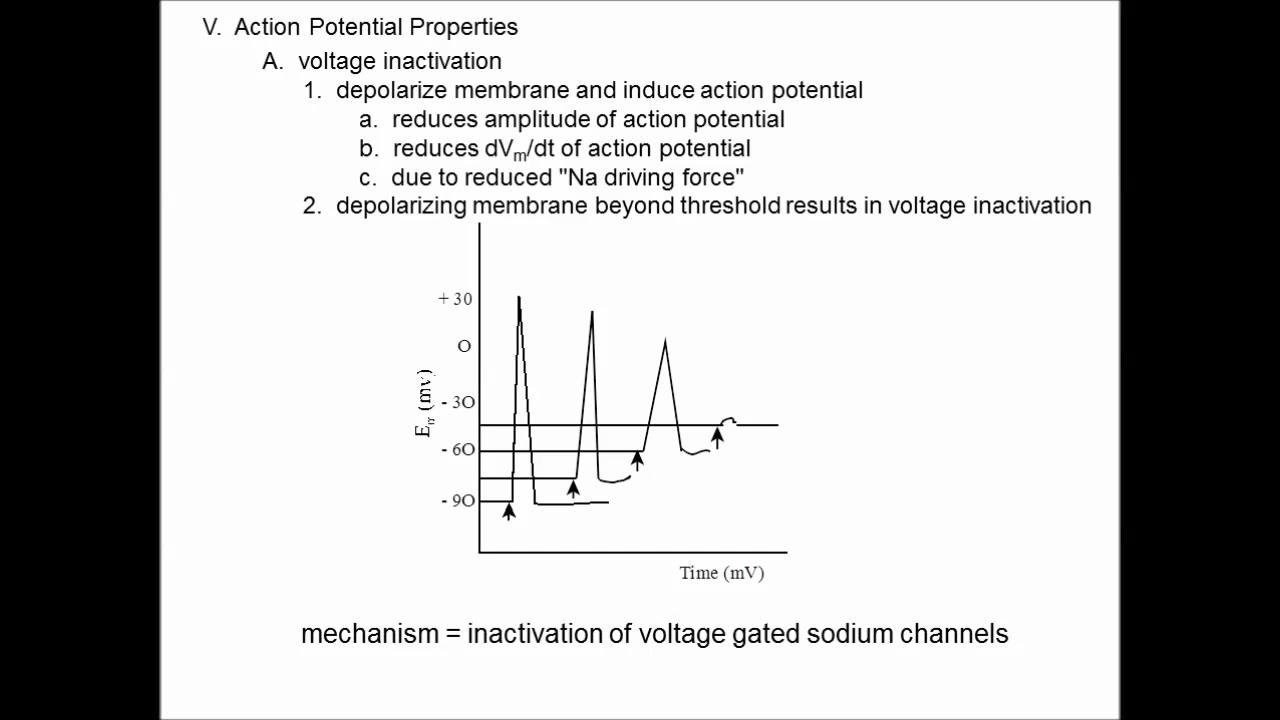 V. Action Potential Properties
A. voltage inactivation
1. depolarize membrane and induce action potential
a. reduces amplitude of action potential
b. reduces dVm/dt of action potential
c. due to reduced "Na driving force"
2. depolarizing membrane beyond threshold results in voltage inactivation
+ 30
O
- 3O
- 6O
- 9O
(mv)
Time (mV)
mechanism = inactivation of voltage gated sodium channels